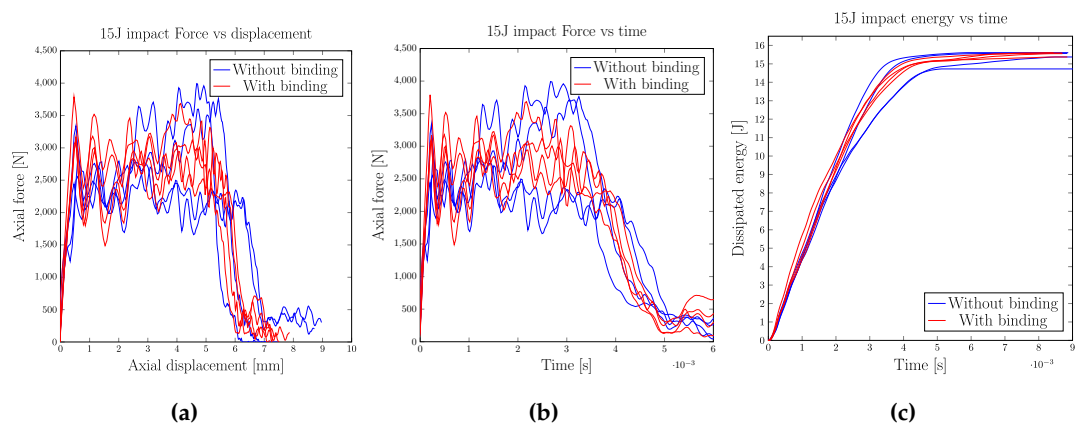 15J impact Force vs displacement
4,500
4,000
3,500
3,000
2,500
2,000
1,500
1,000
500
0
Axial force [N]
Without binding
With binding
0 1 2 3 4 5 6 7 8 9 10
Axial displacement [mm]
(a)
15J impact Force vs time
4,500
4,000
3,500
3,000
2,500
2,000
1,500
1,000
500
0
Axial force [N]
Without binding
With binding
0 1 2 3 4 5 6
Time [s]
·10⁻³
(b)
15J impact energy vs time
16
15
14
13
12
11
10
9
8
7
6
5
4
3
2
1
0
Dissipated energy [J]
Without binding
With binding
0 1 2 3 4 5 6 7 8 9
Time [s]
·10⁻³
(c)